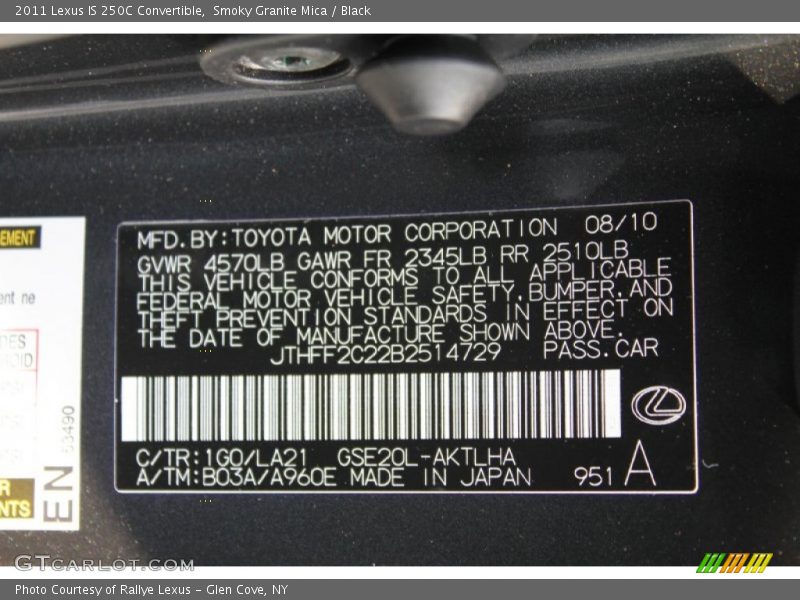 2011 Lexus IS 250C Convertible,  Smoky Granite Mica / Black
MFD.BY:TOYOTA MOTOR CORPORATION 08/10
GVWR 4570LB GAWR FR 2345LB RR 2510LB
THIS VEHICLE CONFORMS TO ALL APPLICABLE
FEDERAL MOTOR VEHICLE SAFETY,BUMPER,AND
THEFT PREVENTION STANDARDS IN EFFECT ON
THE DATE OF MANUFACTURE SHOWN ABOVE.
JTHFF2C22B2514729 PASS.CAR
C/TR:1G0/LA21 GSE20L-AKTLHA
A/TM:B03A/A960E MADE IN JAPAN 951 A
EN 63490
GTCARLOT.COM
Photo Courtesy of Rallye Lexus - Glen Cove, NY